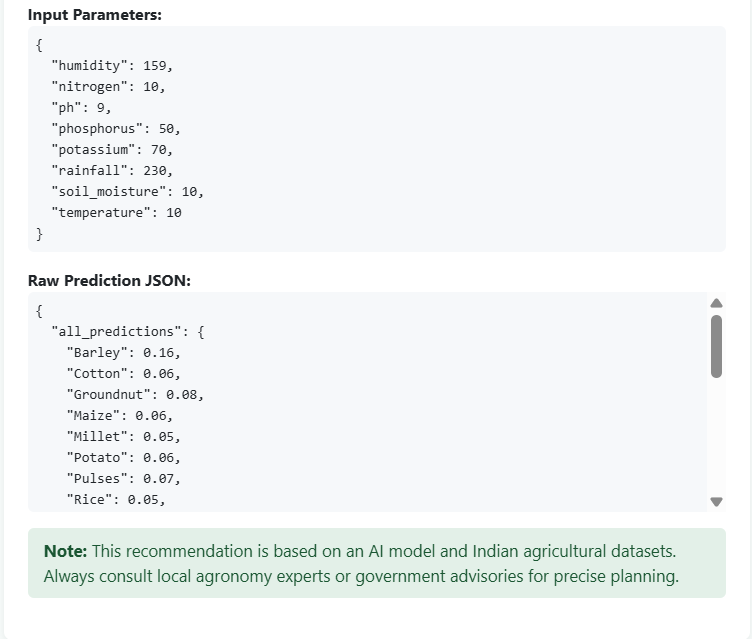 Input Parameters:
{
  "humidity": 159,
  "nitrogen": 10,
  "ph": 9,
  "phosphorus": 50,
  "potassium": 70,
  "rainfall": 230,
  "soil_moisture": 10,
  "temperature": 10
}
Raw Prediction JSON:
{
  "all_predictions": {
    "Barley": 0.16,
    "Cotton": 0.06,
    "Groundnut": 0.08,
    "Maize": 0.06,
    "Millet": 0.05,
    "Potato": 0.06,
    "Pulses": 0.07,
    "Rice": 0.05,
Note: This recommendation is based on an AI model and Indian agricultural datasets.
Always consult local agronomy experts or government advisories for precise planning.